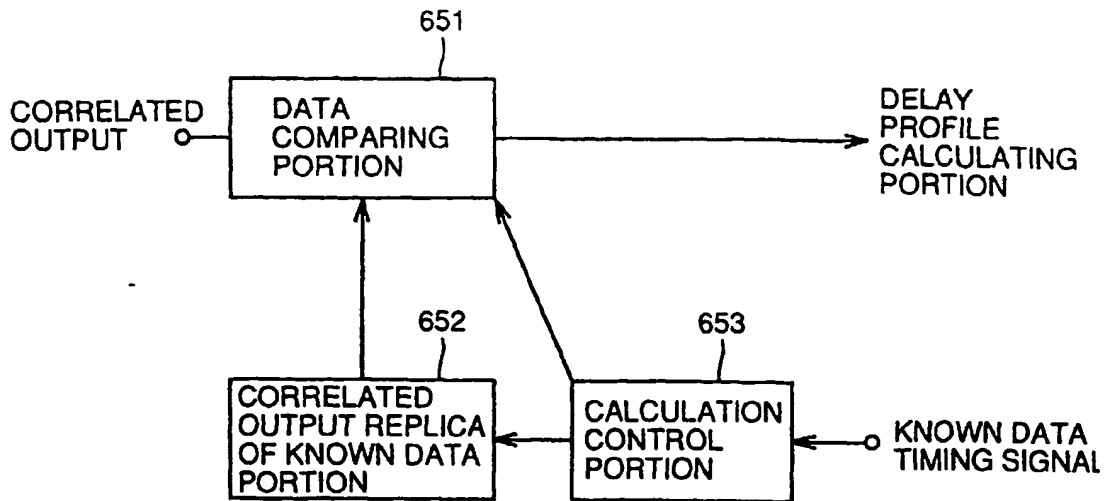 651
CORRELATED
OUTPUT
DATA
COMPARING
PORTION
DELAY
PROFILE
CALCULATING
PORTION
652
653
CORRELATED
OUTPUT REPLICA
OF KNOWN DATA
PORTION
CALCULATION
CONTROL
PORTION
KNOWN DATA
TIMING SIGNAL